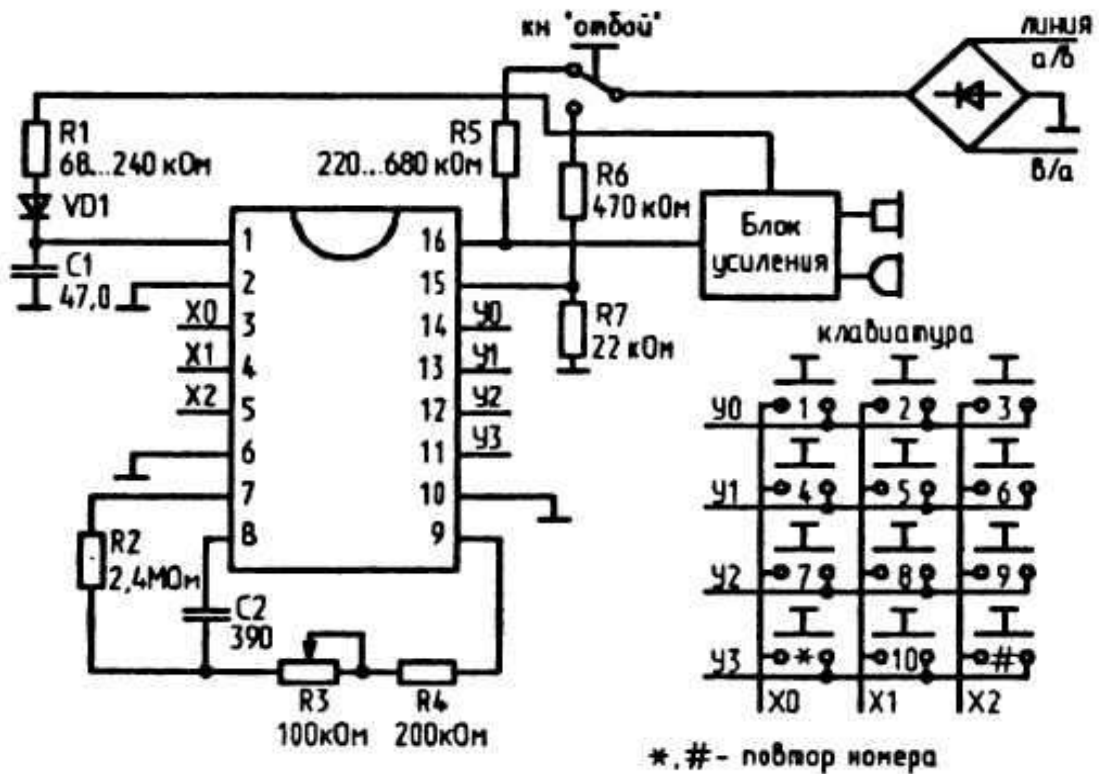 кн "отбой"
линия
а/в
в/а
R1
68...240 кОм
VD1
C1
47,0
R5
220...680 кОм
R6
470 кОм
R7
22 кОм
Блок
усиления
1
2
3
4
5
6
7
8
16
15
14
13
12
11
10
9
X0
X1
X2
У0
У1
У2
У3
R2
2,4МОм
C2
390
R3
100кОм
R4
200кОм
клавиатура
У0 1 2 3
У1 4 5 6
У2 7 8 9
У3 * 10 #
X0 X1 X2
*,# - повтор номера